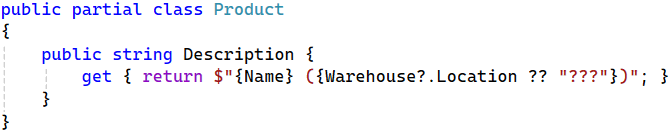 public partial class Product
{
    public string Description {
        get { return $"{Name} ({Warehouse?.Location ?? "???"})"; }
    }
}